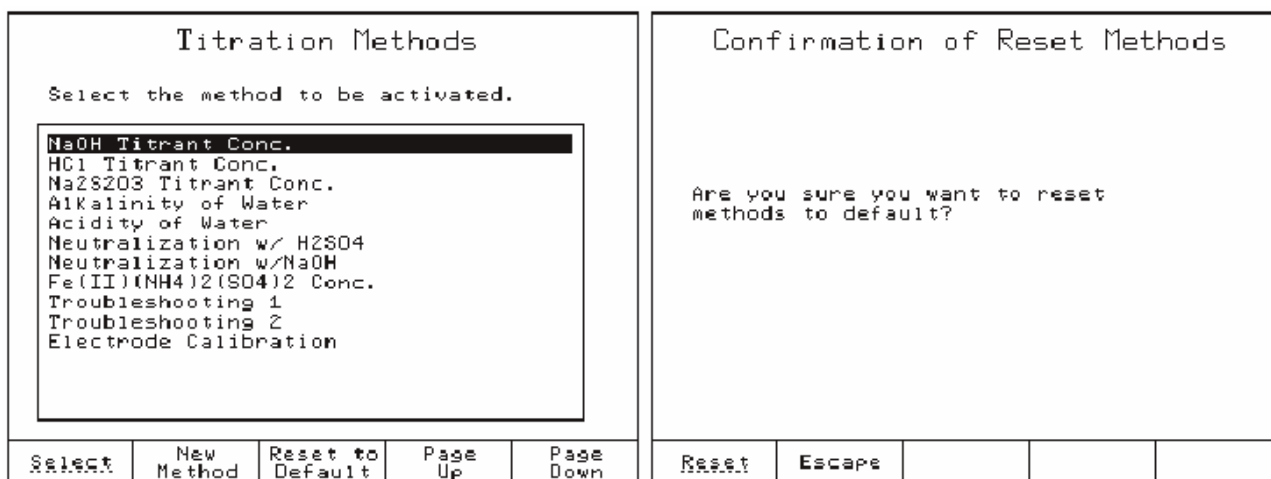 Titration Methods
Select the method to be activated.
NaOH Titrant Conc.
HCl Titrant Conc.
Na2S2O3 Titrant Conc.
AlKalinity of Water
Acidity of Water
Neutralization w/ H2SO4
Neutralization w/NaOH
Fe(II)(NH4)2(SO4)2 Conc.
Troubleshooting 1
Troubleshooting 2
Electrode Calibration
Select
New
Method
Reset to
Default
Page
Up
Page
Down
Confirmation of Reset Methods
Are you sure you want to reset
methods to default?
Reset
Escape